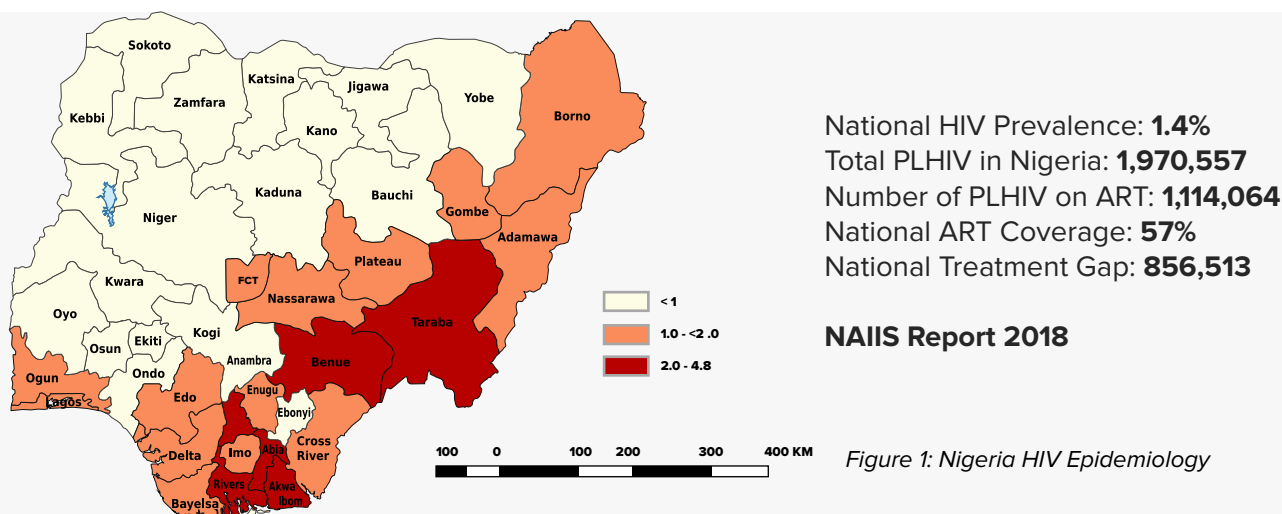 Sokoto
Katsina
Jigawa
Zamfara
Yobe
Borno
Kebbi
Kano
Kaduna
Bauchi
Gombe
Niger
Adamawa
Plateau
FCT
Kwara
Nassarawa
Oyo
Taraba
Kogi
Osun
Ekiti
Anambra
Benue
Ondo
Ogun
Enugu
Edo
Lagos
Ebonyi
Cross
River
Imo
Abia
Delta
Rivers
Akwa
Ibom
Bayelsa
< 1
1.0 - <2 .0
2.0 - 4.8
100 0 100 200 300 400 KM
National HIV Prevalence: 1.4%
Total PLHIV in Nigeria: 1,970,557
Number of PLHIV on ART: 1,114,064
National ART Coverage: 57%
National Treatment Gap: 856,513
NAIIS Report 2018
Figure 1: Nigeria HIV Epidemiology